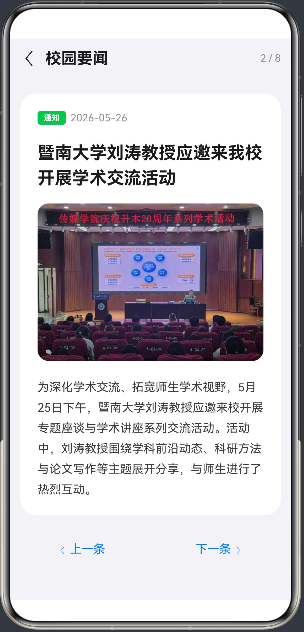 校园要闻
2 / 8
通知 2026-05-26
暨南大学刘涛教授应邀来我校
开展学术交流活动
传媒学院庆祝升本20周年系列学术活动
为深化学术交流、拓宽师生学术视野，5月
25日下午，暨南大学刘涛教授应邀来校开展
专题座谈与学术讲座系列交流活动。活动
中，刘涛教授围绕学科前沿动态、科研方法
与论文写作等主题展开分享，与师生进行了
热烈互动。
上一条
下一条